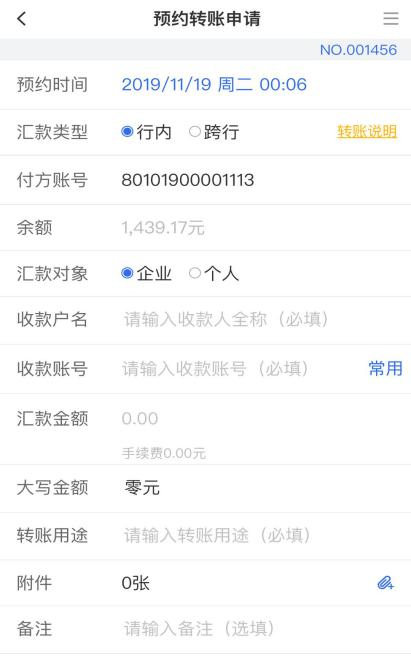 预约转账申请
NO.001456
预约时间 2019/11/19 周二 00:06
汇款类型 行内 跨行 转账说明
付方账号 80101900001113
余额 1,439.17元
汇款对象 企业 个人
收款户名 请输入收款人全称（必填）
收款账号 请输入收款账号（必填） 常用
汇款金额 0.00
手续费0.00元
大写金额 零元
转账用途 请输入转账用途（必填）
附件 0张
备注 请输入备注（选填）